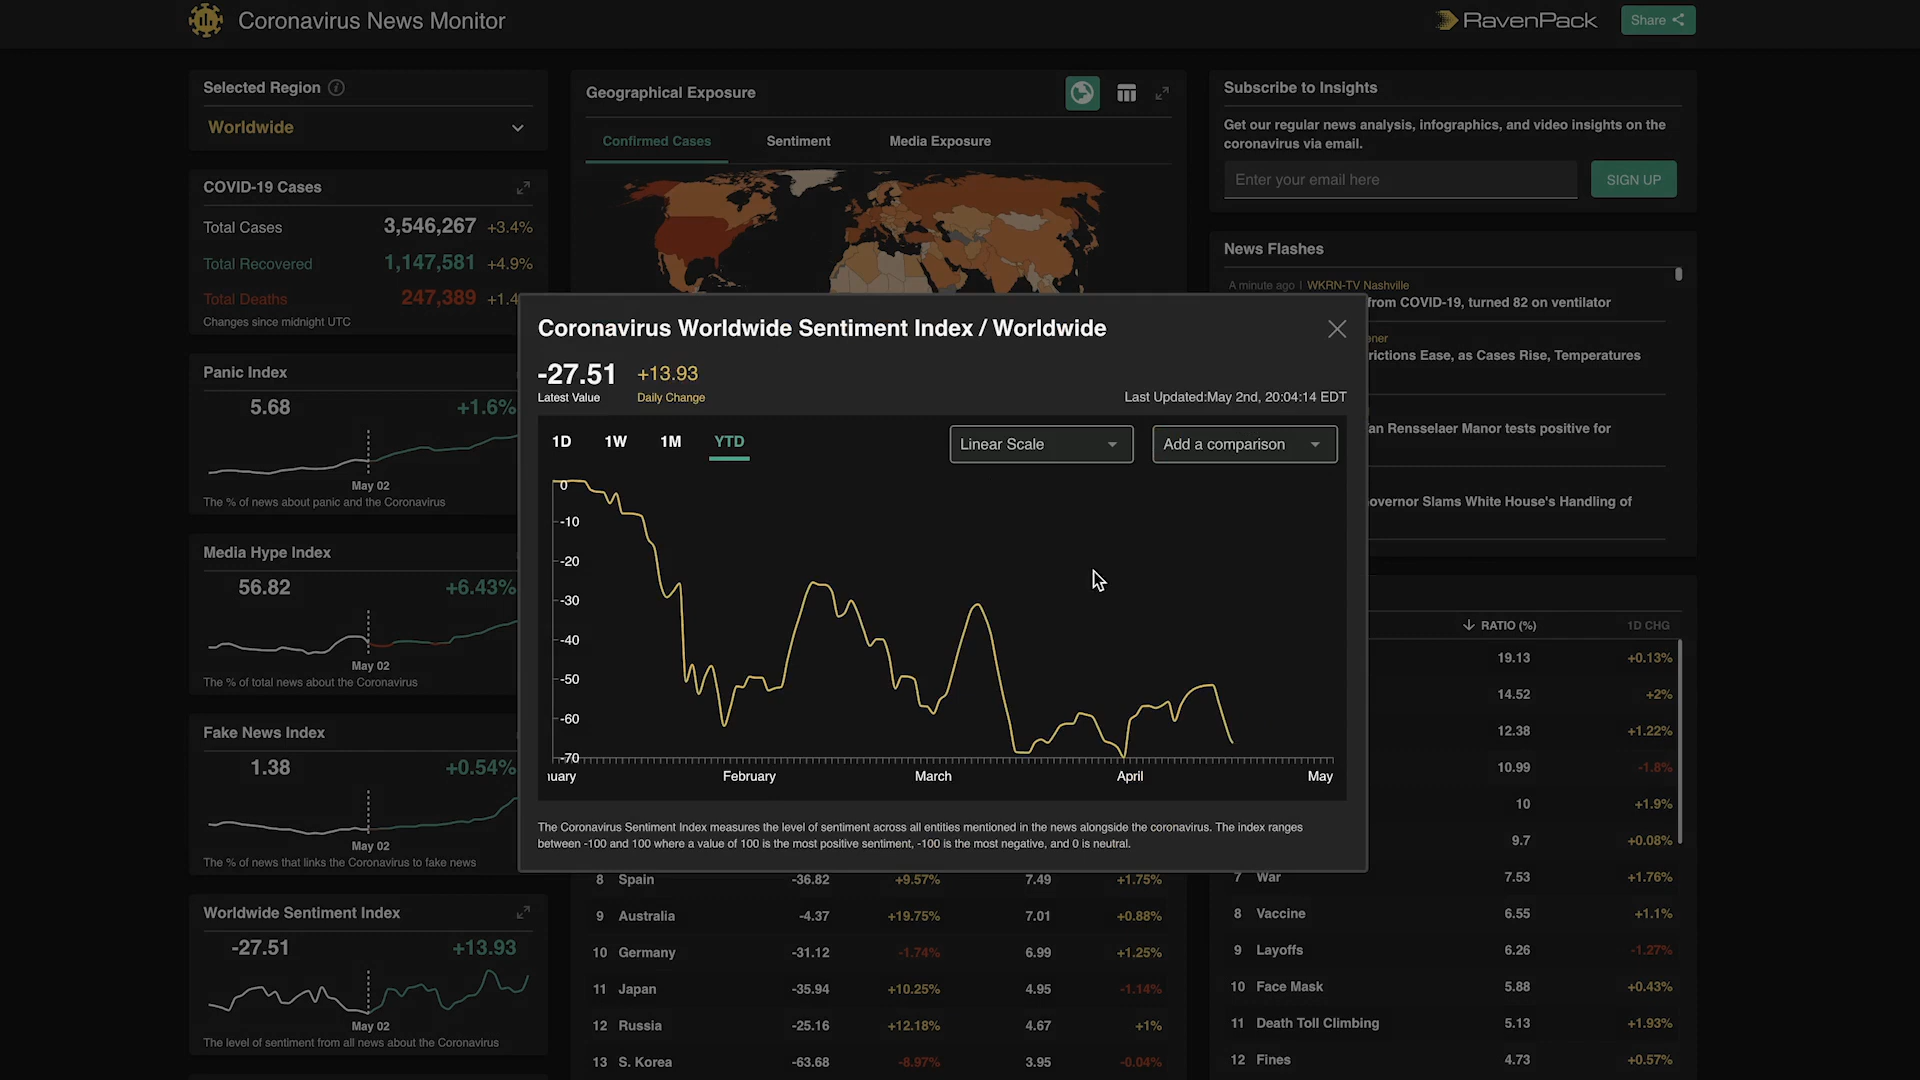 Coronavirus News Monitor
RavenPack
Share
Selected Region
Worldwide
COVID-19 Cases
Total Cases 3,546,267 +3.4%
Total Recovered 1,147,581 +4.9%
Total Deaths 247,389 +1.4
Changes since midnight UTC
Panic Index
5.68 +1.6%
May 02
The % of news about panic and the Coronavirus
Media Hype Index
56.82 +6.43%
May 02
The % of total news about the Coronavirus
Fake News Index
1.38 +0.54%
May 02
The % of news that links the Coronavirus to fake news
Worldwide Sentiment Index
-27.51 +13.93
May 02
The level of sentiment from all news about the Coronavirus
Geographical Exposure
Confirmed Cases Sentiment Media Exposure
Coronavirus Worldwide Sentiment Index / Worldwide
-27.51 +13.93
Latest Value Daily Change
Last Updated:May 2nd, 20:04:14 EDT
1D 1W 1M YTD
Linear Scale
Add a comparison
0
-10
-20
-30
-40
-50
-60
-70
uary February March April May
The Coronavirus Sentiment Index measures the level of sentiment across all entities mentioned in the news alongside the coronavirus. The index ranges
between -100 and 100 where a value of 100 is the most positive sentiment, -100 is the most negative, and 0 is neutral.
8 Spain -36.82 +9.57% 7.49 +1.75%
9 Australia -4.37 +19.75% 7.01 +0.88%
10 Germany -31.12 -1.74% 6.99 +1.25%
11 Japan -35.94 +10.25% 4.95 -1.14%
12 Russia -25.16 +12.18% 4.67 +1%
13 S. Korea -63.68 -8.97% 3.95 -0.04%
Subscribe to Insights
Get our regular news analysis, infographics, and video insights on the
coronavirus via email.
Enter your email here
SIGN UP
News Flashes
A minute ago | WKRN-TV Nashville
from COVID-19, turned 82 on ventilator
ener
rictions Ease, as Cases Rise, Temperatures
an Rensselaer Manor tests positive for
overnor Slams White House's Handling of
RATIO (%) 1D CHG
19.13 +0.13%
14.52 +2%
12.38 +1.22%
10.99 -1.8%
10 +1.9%
9.7 +0.08%
7 War 7.53 +1.76%
8 Vaccine 6.55 +1.1%
9 Layoffs 6.26 -1.27%
10 Face Mask 5.88 +0.43%
11 Death Toll Climbing 5.13 +1.93%
12 Fines 4.73 +0.57%